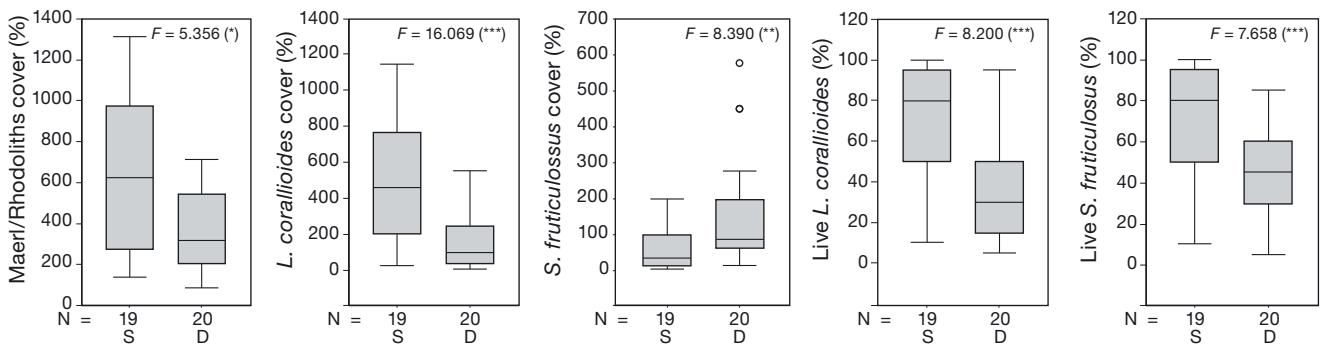 Maerl/Rhodoliths cover (%)
1400
1200
1000
800
600
400
200
0
F = 5.356 (*)
N = 19 20
S D
L. corallioides cover (%)
1400
1200
1000
800
600
400
200
0
F = 16.069 (***)
N = 19 20
S D
S. fruticulossus cover (%)
700
600
500
400
300
200
100
0
F = 8.390 (**)
N = 19 20
S D
Live L. corallioides (%)
120
100
80
60
40
20
0
F = 8.200 (***)
N = 19 20
S D
Live S. fruticulosus (%)
120
100
80
60
40
20
0
F = 7.658 (***)
N = 19 20
S D